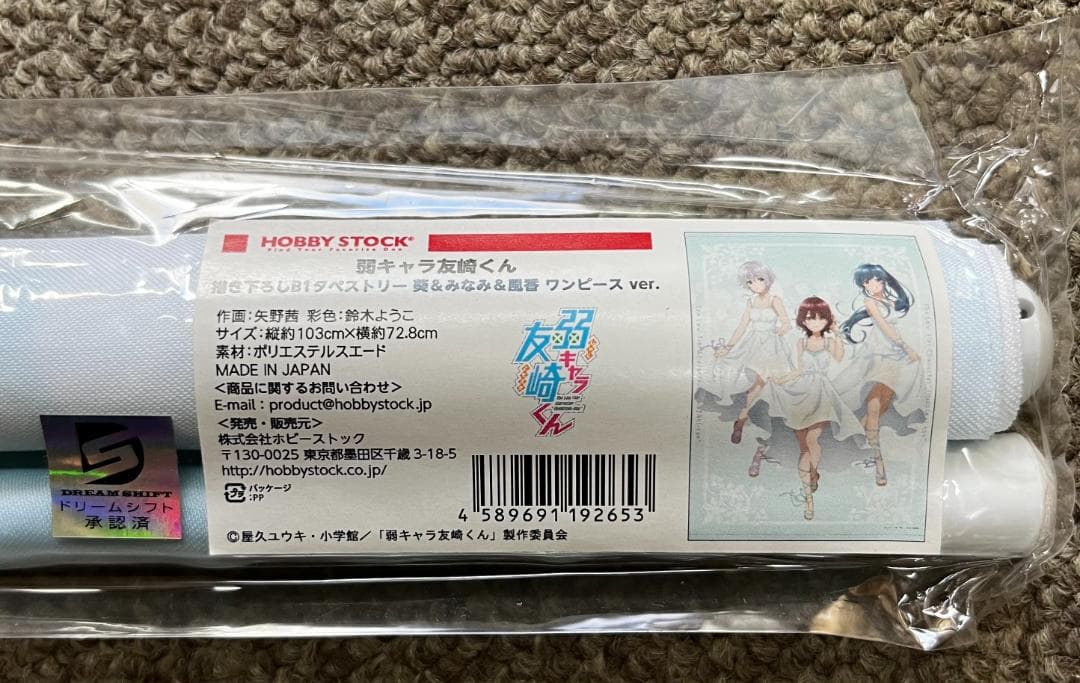 HOBBY STOCK®
Find Your Favorite One
弱キャラ友崎くん
描き下ろしB1タペストリー 葵&みなみ&風香 ワンピース ver.
作画:矢野茜 彩色:鈴木ようこ
サイズ:縦約103cm×横約72.8cm
素材:ポリエステルスエード
MADE IN JAPAN
<商品に関するお問い合わせ>
E-mail : product@hobbystock.jp
<発売・販売元>
株式会社ホビーストック
〒130-0025 東京都墨田区千歳 3-18-5
http://hobbystock.co.jp/
プラ パッケージ
:PP
4 589691 192653
©屋久ユウキ・小学館/「弱キャラ友崎くん」製作委員会
弱キャラ
友崎くん
DREAM SHIFT
ドリームシフト
承認済